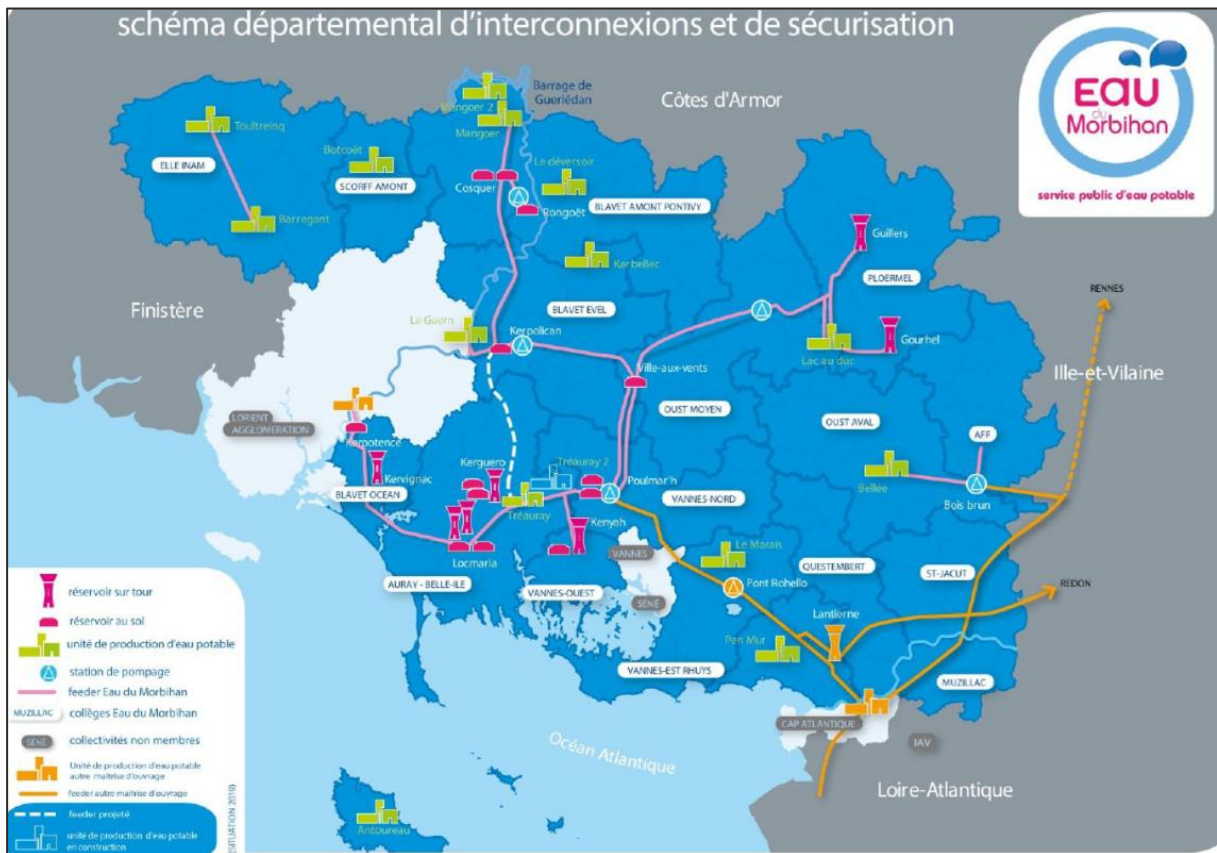 schéma départemental d'interconnexions et de sécurisation
Eau
du
Morbihan
service public d'eau potable
Barrage de
Guerlédan
Côtes d'Armor
Mangoer 2
Mangoer
Toultreinq
ELLE INAM
Botcoët
SCORFF AMONT
Barregant
Cosquer
Le déversoir
Rongoët
BLAVET AMONT PONTIVY
Kerbellec
Guillers
PLOERMEL
RENNES
Finistère
BLAVET EVEL
Le Guern
Kerpolican
Lac au duc
Gourhel
Ville-aux-vents
Ille-et-Vilaine
OUST MOYEN
OUST AVAL
AFF
LORIENT
AGGLOMERATION
Kerpotence
Kervignac
BLAVET OCEAN
Kerguero
Tréauray 2
Tréauray
Poulmar'h
VANNES-NORD
Bellée
Bois brun
Kenyah
Locmaria
VANNES
Le Marais
QUESTEMBERT
ST-JACUT
REDON
AURAY - BELLE-ILE
VANNES-OUEST
SENE
Pont Rohello
Lantierne
Pen Mur
VANNES-EST RHUYS
MUZILLAC
CAP ATLANTIQUE
IAV
Océan Atlantique
Loire-Atlantique
Antoureau
réservoir sur tour
réservoir au sol
unité de production d'eau potable
station de pompage
feeder Eau du Morbihan
MUZILLAC
collèges Eau du Morbihan
SENE
collectivités non membres
Unité de production d'eau potable
autre maîtrise d'ouvrage
feeder autre maîtrise d'ouvrage
feeder projeté
unité de production d'eau potable
en construction
(SITUATION 2019)